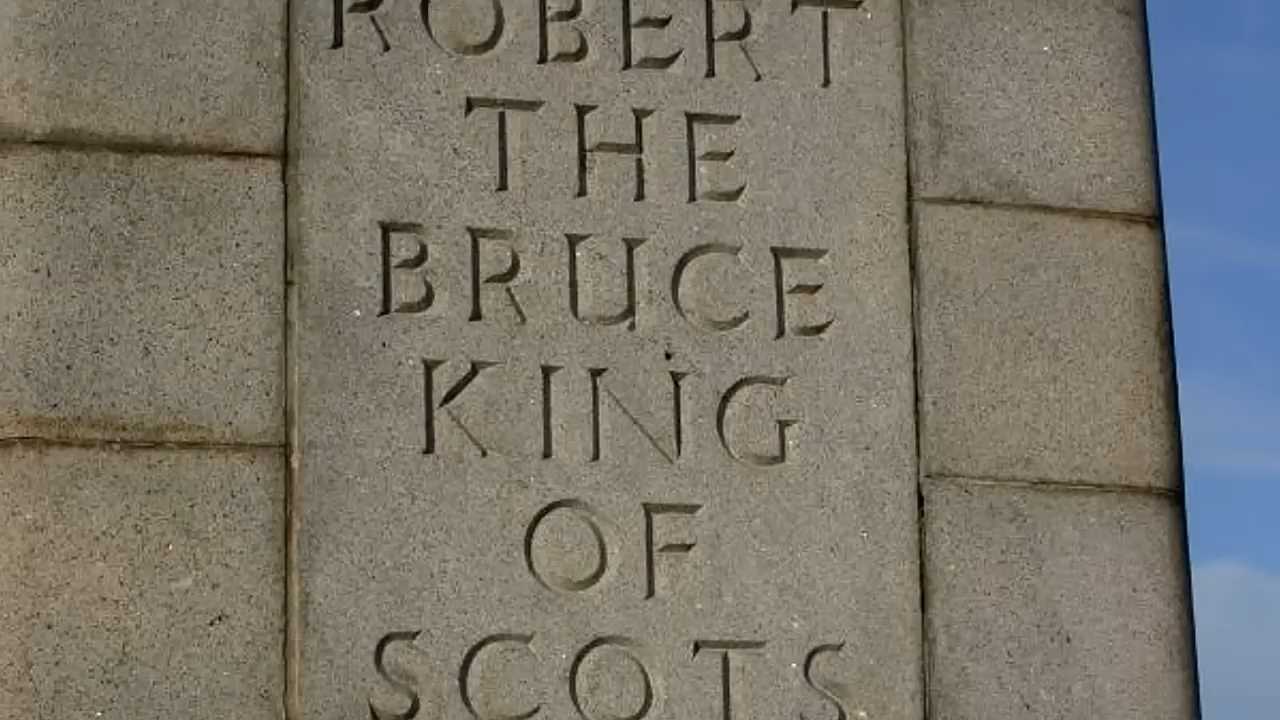 ROBERT
THE
BRUCE
KING
OF
SCOTS